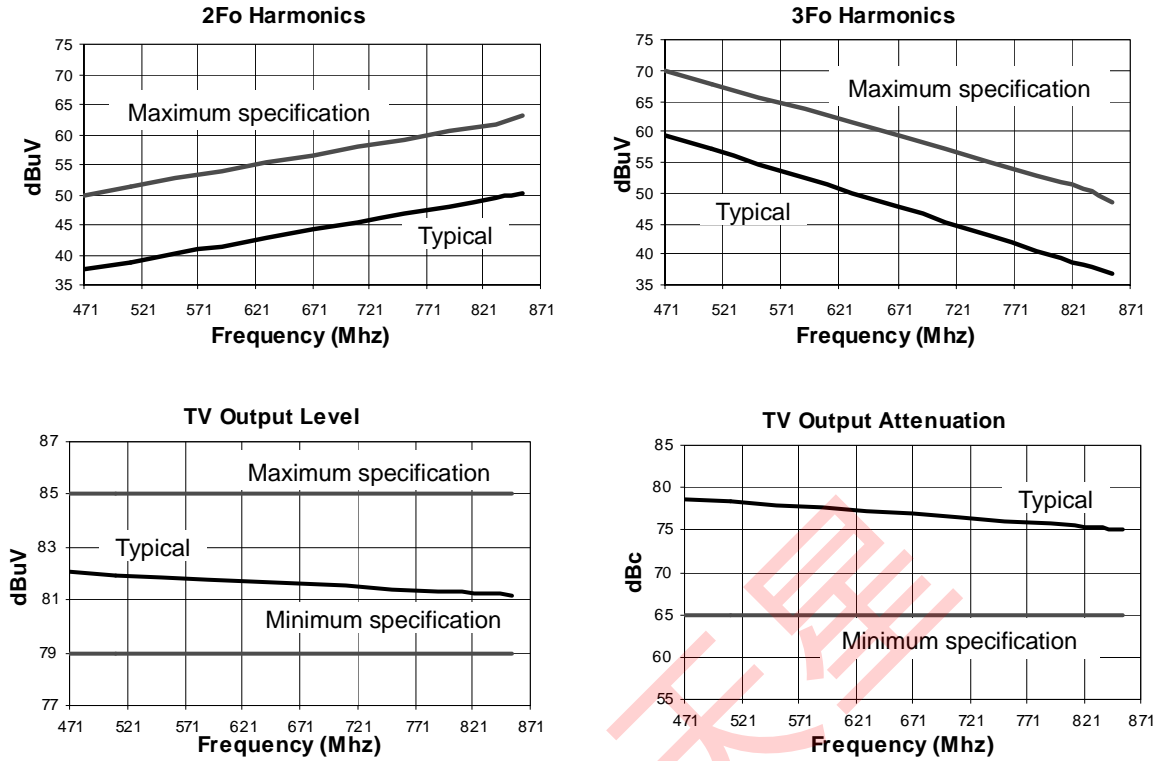 2Fo Harmonics
75
70
65
60
55
50
45
40
35
dBuV
Maximum specification
Typical
471 521 571 621 671 721 771 821 871
Frequency (Mhz)
3Fo Harmonics
75
70
65
60
55
50
45
40
35
dBuV
Maximum specification
Typical
471 521 571 621 671 721 771 821 871
Frequency (Mhz)
TV Output Level
87
85
83
81
79
77
dBuV
Maximum specification
Typical
Minimum specification
471 521 571 621 671 721 771 821 871
Frequency (Mhz)
TV Output Attenuation
85
80
75
70
65
60
55
dBc
Typical
Minimum specification
471 521 571 621 671 721 771 821 871
Frequency (Mhz)
天星